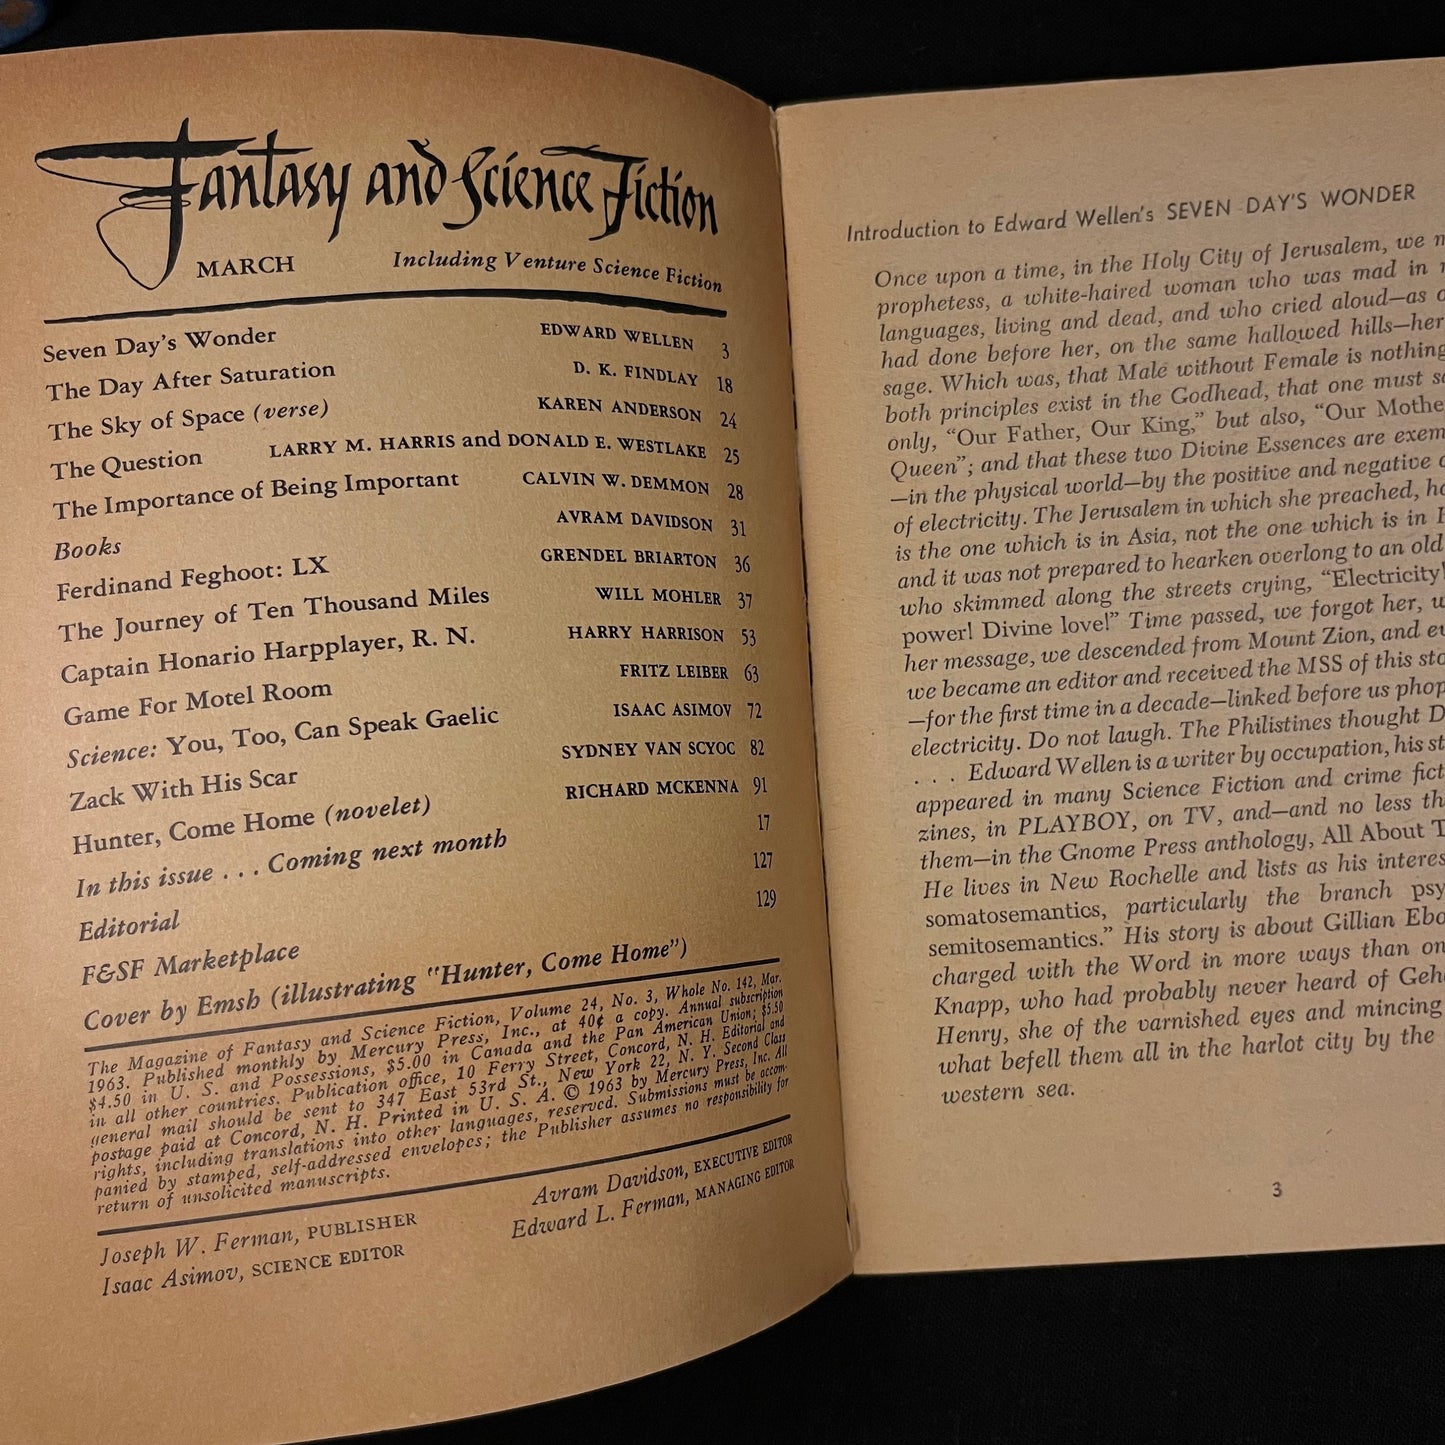 Fantasy and Science Fiction
MARCH Including Venture Science Fiction
Seven Day's Wonder EDWARD WELLEN 3
The Day After Saturation D. K. FINDLAY 18
The Sky of Space (verse) KAREN ANDERSON 24
The Question LARRY M. HARRIS and DONALD E. WESTLAKE 25
The Importance of Being Important CALVIN W. DEMMON 28
Books AVRAM DAVIDSON 31
Ferdinand Feghoot: LX GRENDEL BRIARTON 36
The Journey of Ten Thousand Miles WILL MOHLER 37
Captain Honario Harpplayer, R. N. HARRY HARRISON 53
Game For Motel Room FRITZ LEIBER 63
Science: You, Too, Can Speak Gaelic ISAAC ASIMOV 72
Zack With His Scar SYDNEY VAN SCYOC 82
Hunter, Come Home (novelet) RICHARD MCKENNA 91
In this issue . . . Coming next month 17
Editorial 127
F&SF Marketplace 129
Cover by Emsh (illustrating "Hunter, Come Home")
The Magazine of Fantasy and Science Fiction, Volume 24, No. 3, Whole No. 142, Mar.
1963. Published monthly by Mercury Press, Inc., at 40¢ a copy. Annual subscription
$4.50 in U. S. and Possessions, $5.00 in Canada and the Pan American Union; $5.50
in all other countries. Publication office, 10 Ferry Street, Concord, N. H. Editorial and
general mail should be sent to 347 East 53rd St., New York 22, N. Y. Second Class
postage paid at Concord, N. H. Printed in U. S. A. © 1963 by Mercury Press, Inc. All
rights, including translations into other languages, reserved. Submissions must be accom-
panied by stamped, self-addressed envelopes; the Publisher assumes no responsibility for
return of unsolicited manuscripts.
Joseph W. Ferman, PUBLISHER Avram Davidson, EXECUTIVE EDITOR
Isaac Asimov, SCIENCE EDITOR Edward L. Ferman, MANAGING EDITOR
Introduction to Edward Wellen's SEVEN DAY'S WONDER
Once upon a time, in the Holy City of Jerusalem, we
prophetess, a white-haired woman who was mad in
languages, living and dead, and who cried aloud—as
had done before her, on the same hallowed hills—her
sage. Which was, that Male without Female is nothing
both principles exist in the Godhead, that one must
only, "Our Father, Our King," but also, "Our
Queen"; and that these two Divine Essences are
—in the physical world—by the positive and negative
of electricity. The Jerusalem in which she preached,
is the one which is in Asia, not the one which is in
and it was not prepared to hearken overlong to an old
who skimmed along the streets crying, "Electricity!
power! Divine love!" Time passed, we forgot her,
her message, we descended from Mount Zion, and
we became an editor and received the MSS of this
—for the first time in a decade—linked before us
electricity. Do not laugh. The Philistines thought
. . . Edward Wellen is a writer by occupation, his
appeared in many Science Fiction and crime
zines, in PLAYBOY, on TV, and—and no less
them—in the Gnome Press anthology, All About
He lives in New Rochelle and lists as his
somatosemantics, particularly the branch
semitosemantics." His story is about Gillian
charged with the Word in more ways than
Knapp, who had probably never heard of
Henry, she of the varnished eyes and mincing
what befell them all in the harlot city by the
western sea.
3